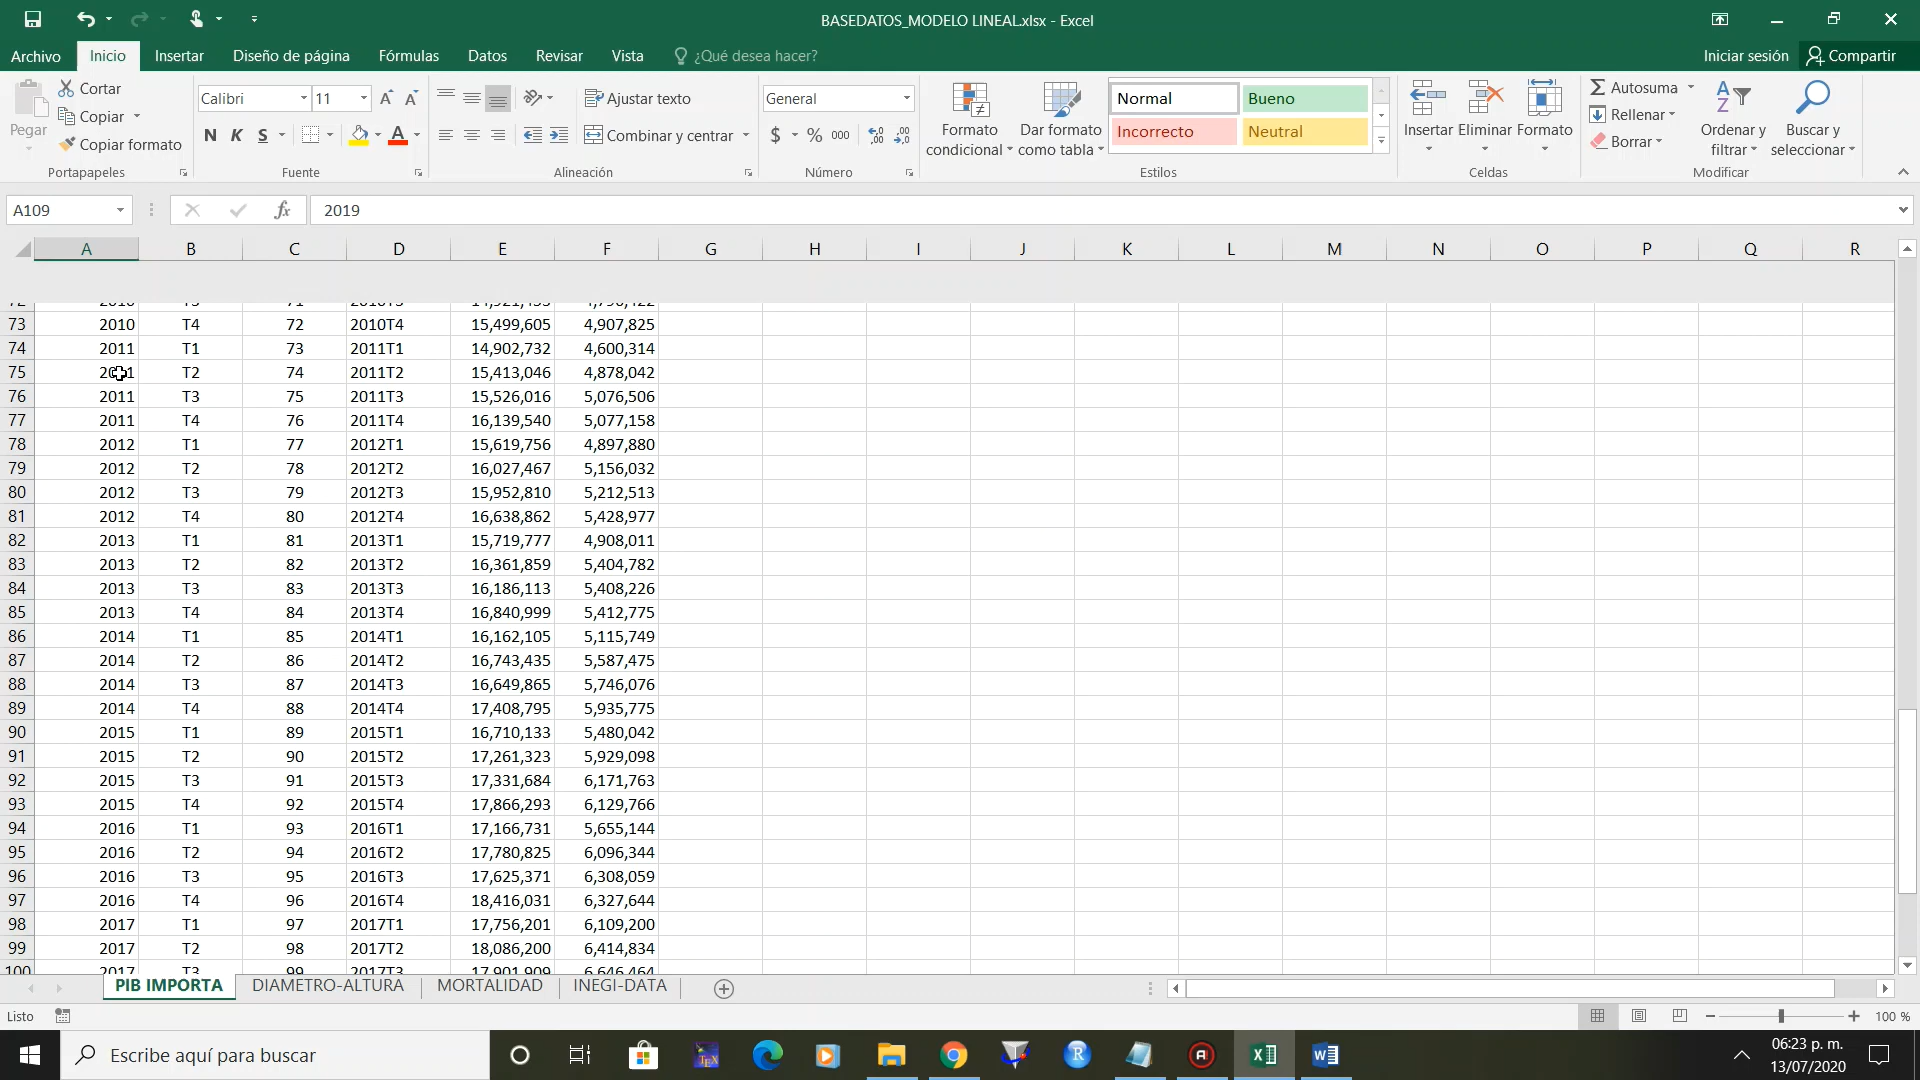 BASEDATOS_MODELO LINEAL.xlsx - Excel
Archivo Inicio Insertar Diseño de página Fórmulas Datos Revisar Vista ¿Qué desea hacer? Iniciar sesión Compartir
Pegar
Cortar
Copiar
Copiar formato
Portapapeles
Calibri 11
N K S
Fuente
Ajustar texto
Combinar y centrar
Alineación
General
$ % 000
Número
Formato condicional
Dar formato como tabla
Normal Bueno
Incorrecto Neutral
Estilos
Insertar Eliminar Formato
Celdas
Autosuma
Rellenar
Borrar
Ordenar y filtrar
Buscar y seleccionar
Modificar
A109 fx 2019
A B C D E F G H I J K L M N O P Q R
73 2010 T4 72 2010T4 15,499,605 4,907,825
74 2011 T1 73 2011T1 14,902,732 4,600,314
75 2011 T2 74 2011T2 15,413,046 4,878,042
76 2011 T3 75 2011T3 15,526,016 5,076,506
77 2011 T4 76 2011T4 16,139,540 5,077,158
78 2012 T1 77 2012T1 15,619,756 4,897,880
79 2012 T2 78 2012T2 16,027,467 5,156,032
80 2012 T3 79 2012T3 15,952,810 5,212,513
81 2012 T4 80 2012T4 16,638,862 5,428,977
82 2013 T1 81 2013T1 15,719,777 4,908,011
83 2013 T2 82 2013T2 16,361,859 5,404,782
84 2013 T3 83 2013T3 16,186,113 5,408,226
85 2013 T4 84 2013T4 16,840,999 5,412,775
86 2014 T1 85 2014T1 16,162,105 5,115,749
87 2014 T2 86 2014T2 16,743,435 5,587,475
88 2014 T3 87 2014T3 16,649,865 5,746,076
89 2014 T4 88 2014T4 17,408,795 5,935,775
90 2015 T1 89 2015T1 16,710,133 5,480,042
91 2015 T2 90 2015T2 17,261,323 5,929,098
92 2015 T3 91 2015T3 17,331,684 6,171,763
93 2015 T4 92 2015T4 17,866,293 6,129,766
94 2016 T1 93 2016T1 17,166,731 5,655,144
95 2016 T2 94 2016T2 17,780,825 6,096,344
96 2016 T3 95 2016T3 17,625,371 6,308,059
97 2016 T4 96 2016T4 18,416,031 6,327,644
98 2017 T1 97 2017T1 17,756,201 6,109,200
99 2017 T2 98 2017T2 18,086,200 6,414,834
100 2017 T3 99 2017T3 17,901,909 6,646,464
PIB IMPORTA DIAMETRO-ALTURA MORTALIDAD INEGI-DATA
Listo 100 %
Escribe aquí para buscar
06:23 p. m.
13/07/2020